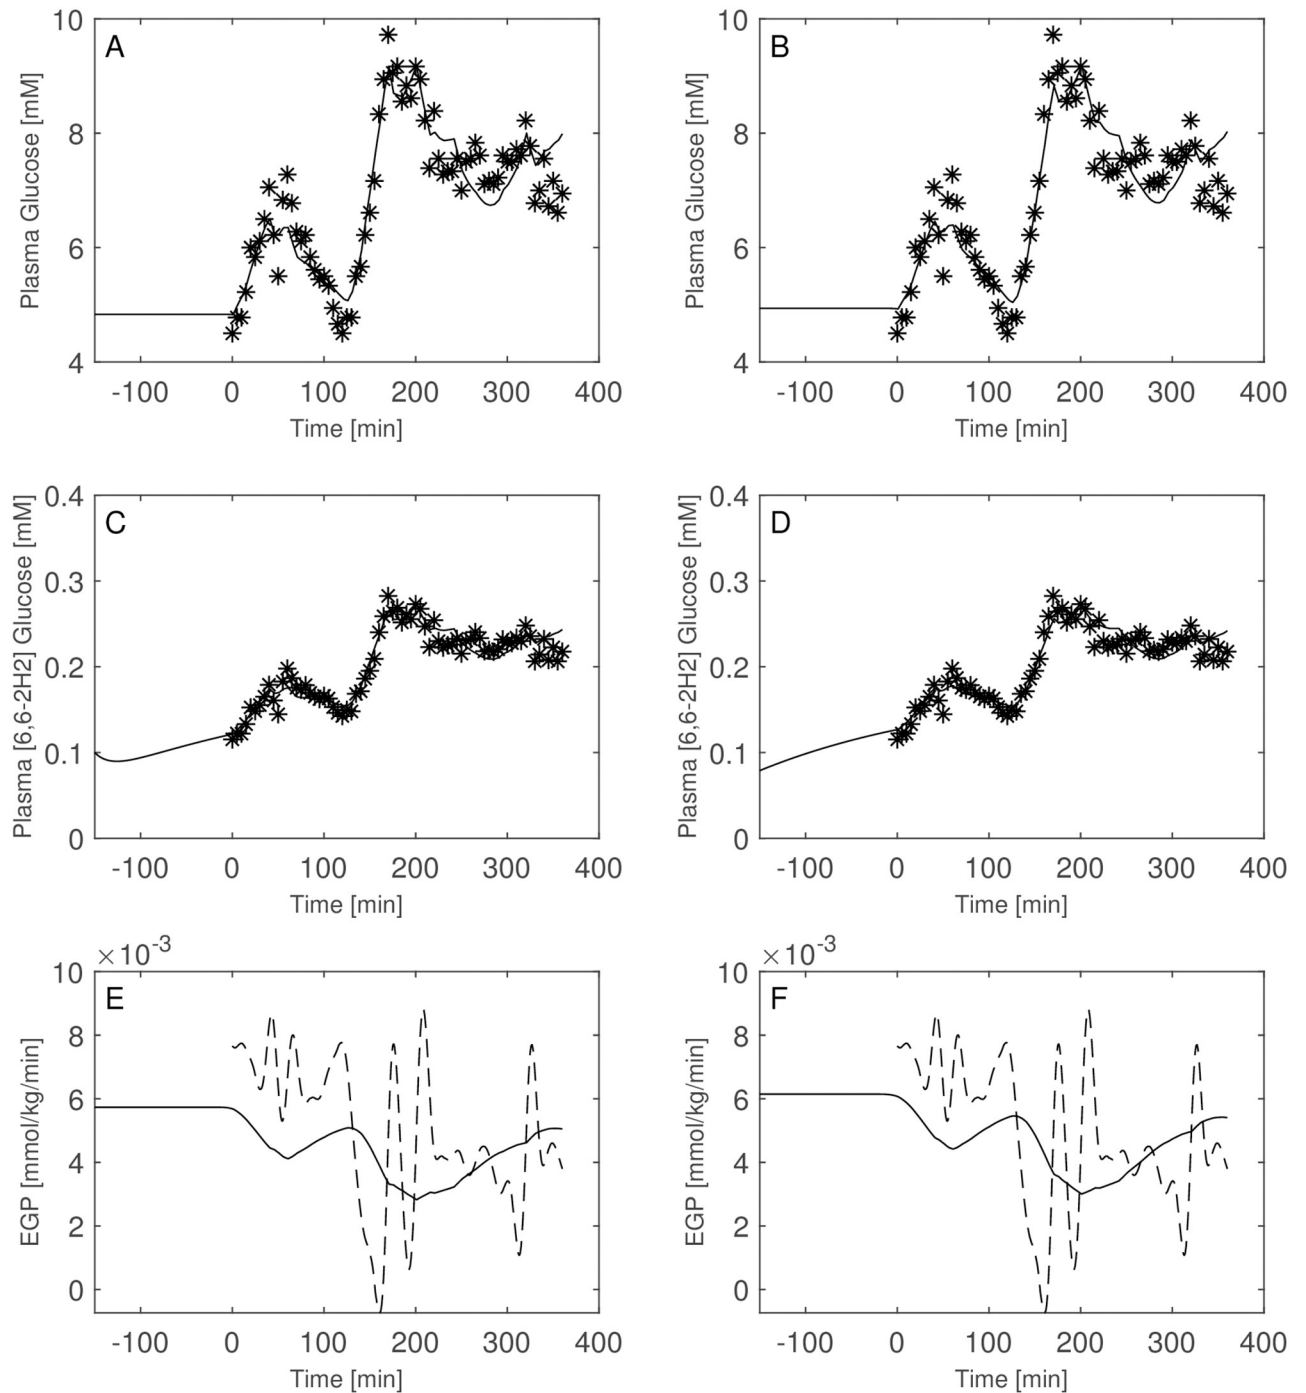 A
10
8
6
4
-100 0 100 200 300 400
Time [min]
Plasma Glucose [mM]
B
10
8
6
4
-100 0 100 200 300 400
Time [min]
Plasma Glucose [mM]
C
0.4
0.3
0.2
0.1
0
-100 0 100 200 300 400
Time [min]
Plasma [6,6-2H2] Glucose [mM]
D
0.4
0.3
0.2
0.1
0
-100 0 100 200 300 400
Time [min]
Plasma [6,6-2H2] Glucose [mM]
×10-3
E
10
8
6
4
2
0
-100 0 100 200 300 400
Time [min]
EGP [mmol/kg/min]
×10-3
F
10
8
6
4
2
0
-100 0 100 200 300 400
Time [min]
EGP [mmol/kg/min]